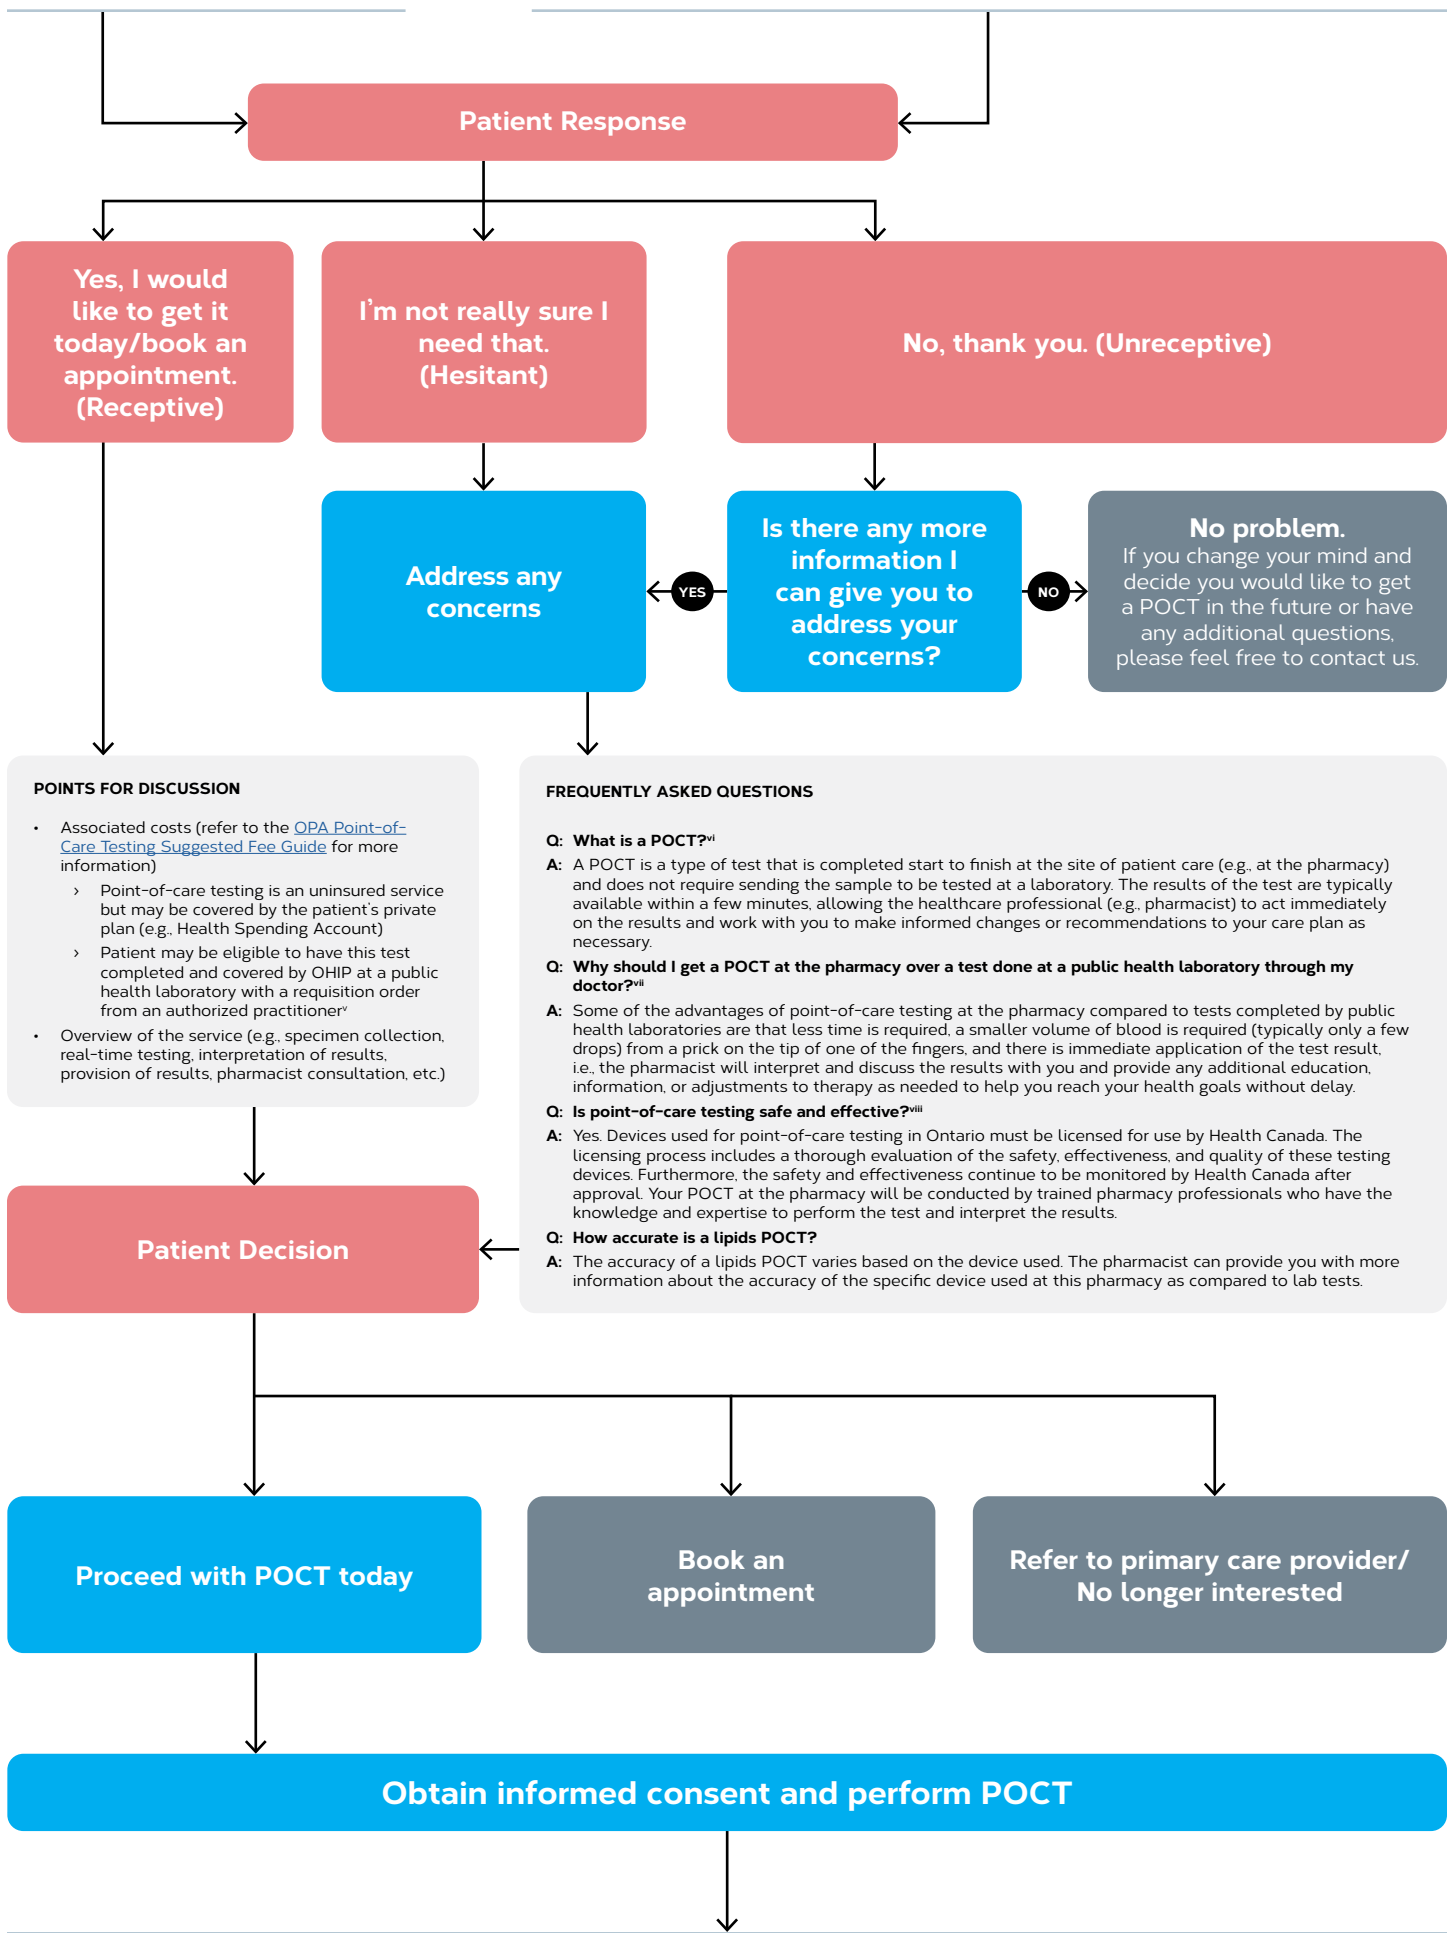 Patient Response
Yes, I would
like to get it
today/book an
appointment.
(Receptive)
I'm not really sure I
need that.
(Hesitant)
No, thank you. (Unreceptive)
Address any
concerns
YES
Is there any more
information I
can give you to
address your
concerns?
NO
No problem.
If you change your mind and
decide you would like to get
a POCT in the future or have
any additional questions,
please feel free to contact us.
POINTS FOR DISCUSSION
• Associated costs (refer to the OPA Point-of-
Care Testing Suggested Fee Guide for more
information)
› Point-of-care testing is an uninsured service
but may be covered by the patient's private
plan (e.g., Health Spending Account)
› Patient may be eligible to have this test
completed and covered by OHIP at a public
health laboratory with a requisition order
from an authorized practitionerᵛ
• Overview of the service (e.g., specimen collection,
real-time testing, interpretation of results,
provision of results, pharmacist consultation, etc.)
FREQUENTLY ASKED QUESTIONS
Q: What is a POCT?ᵛⁱ
A: A POCT is a type of test that is completed start to finish at the site of patient care (e.g., at the pharmacy)
and does not require sending the sample to be tested at a laboratory. The results of the test are typically
available within a few minutes, allowing the healthcare professional (e.g., pharmacist) to act immediately
on the results and work with you to make informed changes or recommendations to your care plan as
necessary.
Q: Why should I get a POCT at the pharmacy over a test done at a public health laboratory through my
doctor?ᵛⁱⁱ
A: Some of the advantages of point-of-care testing at the pharmacy compared to tests completed by public
health laboratories are that less time is required, a smaller volume of blood is required (typically only a few
drops) from a prick on the tip of one of the fingers, and there is immediate application of the test result,
i.e., the pharmacist will interpret and discuss the results with you and provide any additional education,
information, or adjustments to therapy as needed to help you reach your health goals without delay.
Q: Is point-of-care testing safe and effective?ᵛⁱⁱⁱ
A: Yes. Devices used for point-of-care testing in Ontario must be licensed for use by Health Canada. The
licensing process includes a thorough evaluation of the safety, effectiveness, and quality of these testing
devices. Furthermore, the safety and effectiveness continue to be monitored by Health Canada after
approval. Your POCT at the pharmacy will be conducted by trained pharmacy professionals who have the
knowledge and expertise to perform the test and interpret the results.
Q: How accurate is a lipids POCT?
A: The accuracy of a lipids POCT varies based on the device used. The pharmacist can provide you with more
information about the accuracy of the specific device used at this pharmacy as compared to lab tests.
Patient Decision
Proceed with POCT today
Book an
appointment
Refer to primary care provider/
No longer interested
Obtain informed consent and perform POCT